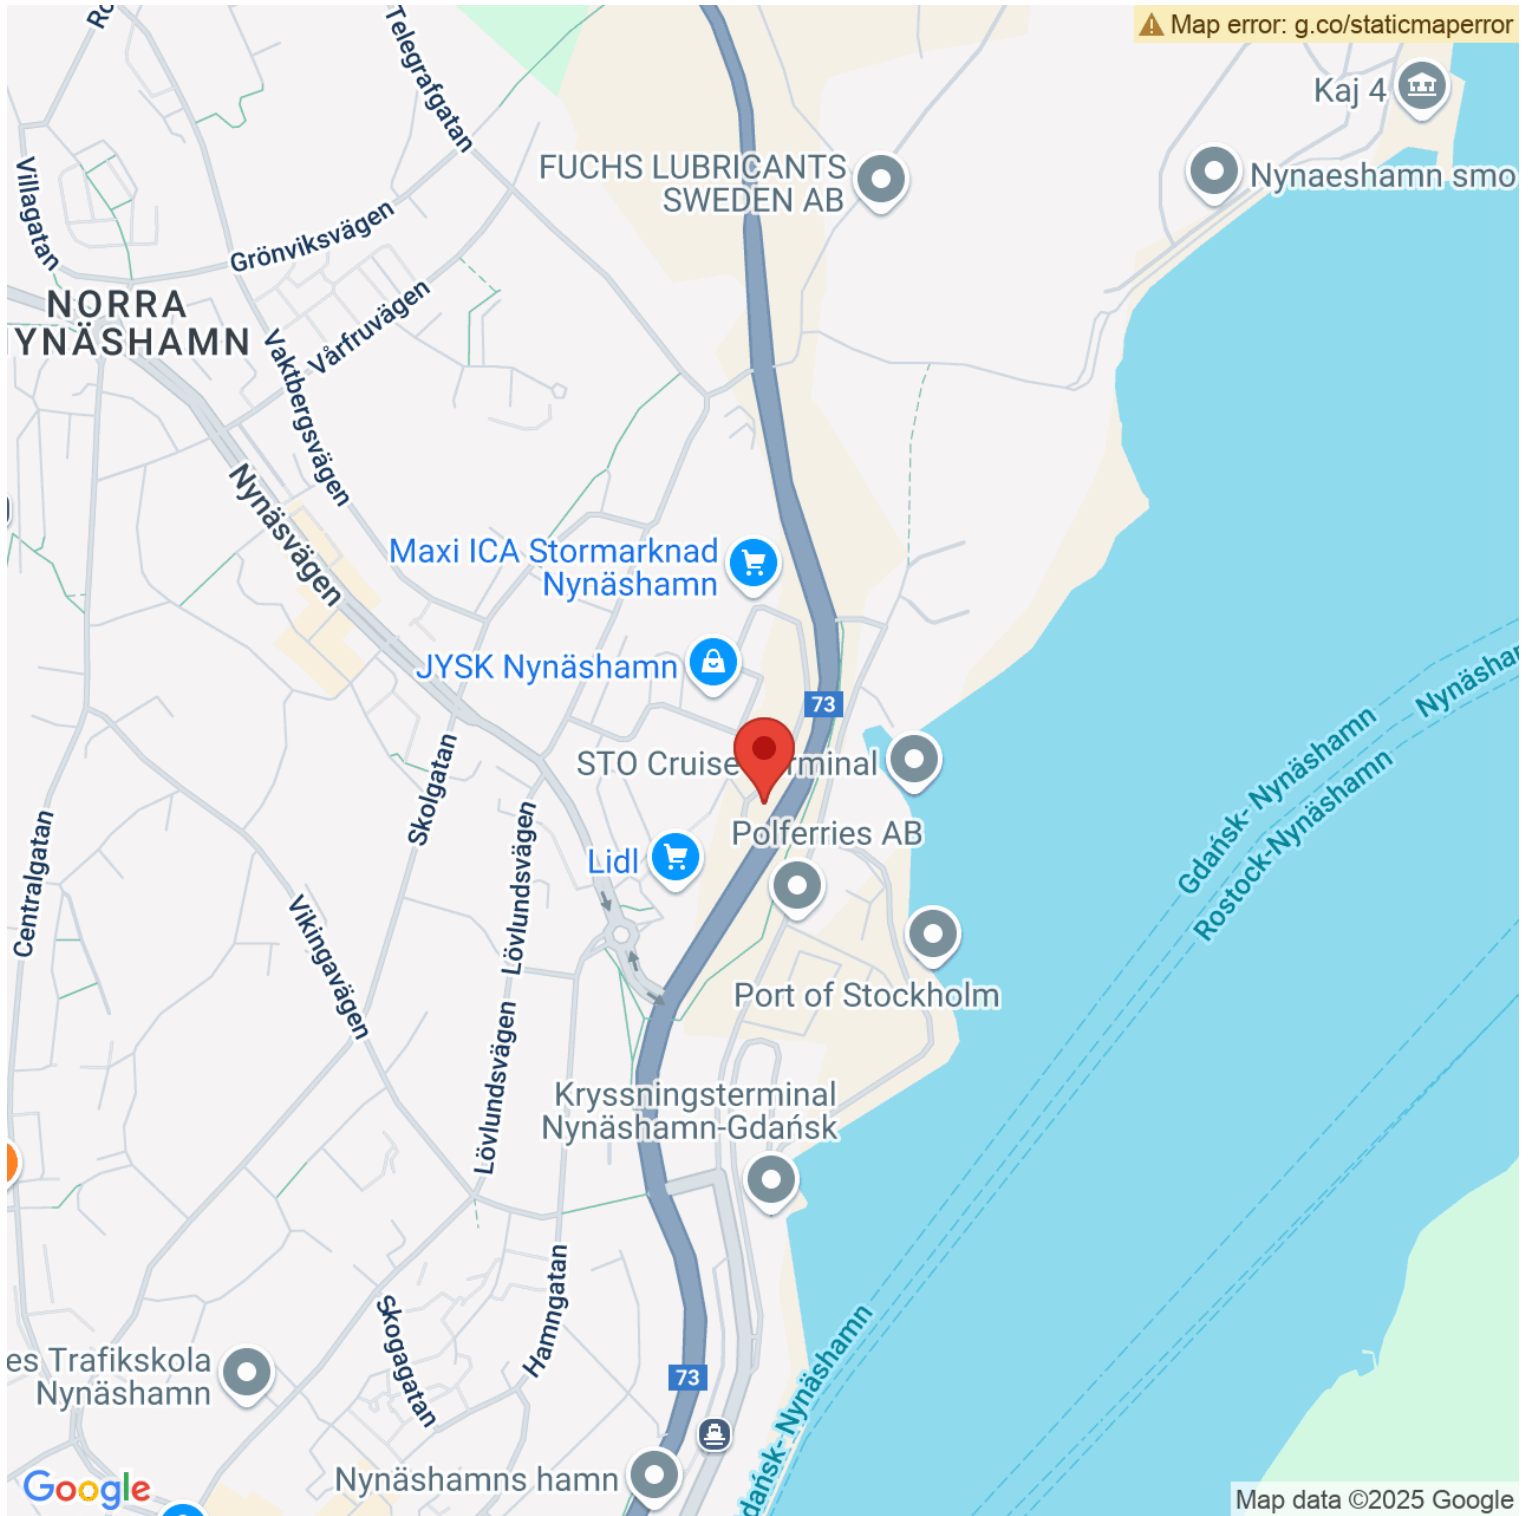 Map error: g.co/staticmaperror
Kaj 4
Telegrafgatan
FUCHS LUBRICANTS
SWEDEN AB
Nynaeshamn smo
Villagatan
Grönviksvägen
NORRA
YNÄSHAMN
Vårfruvägen
Vaktbergsvägen
Nynäsvägen
Maxi ICA Stormarknad
Nynäshamn
JYSK Nynäshamn
73
Nynäshar
Gdańsk- Nynäshamn
Rostock-Nynäshamn
STO Cruise Terminal
Skolgatan
Polferries AB
Lidl
Centralgatan
Lövlundsvägen
Vikingavägen
Port of Stockholm
Lövlundsvägen
Kryssningsterminal
Nynäshamn-Gdańsk
Hamngatan
Skogagatan
es Trafikskola
Nynäshamn
73
dańsk- Nynäshamn
Nynäshamns hamn
Google
Map data ©2025 Google